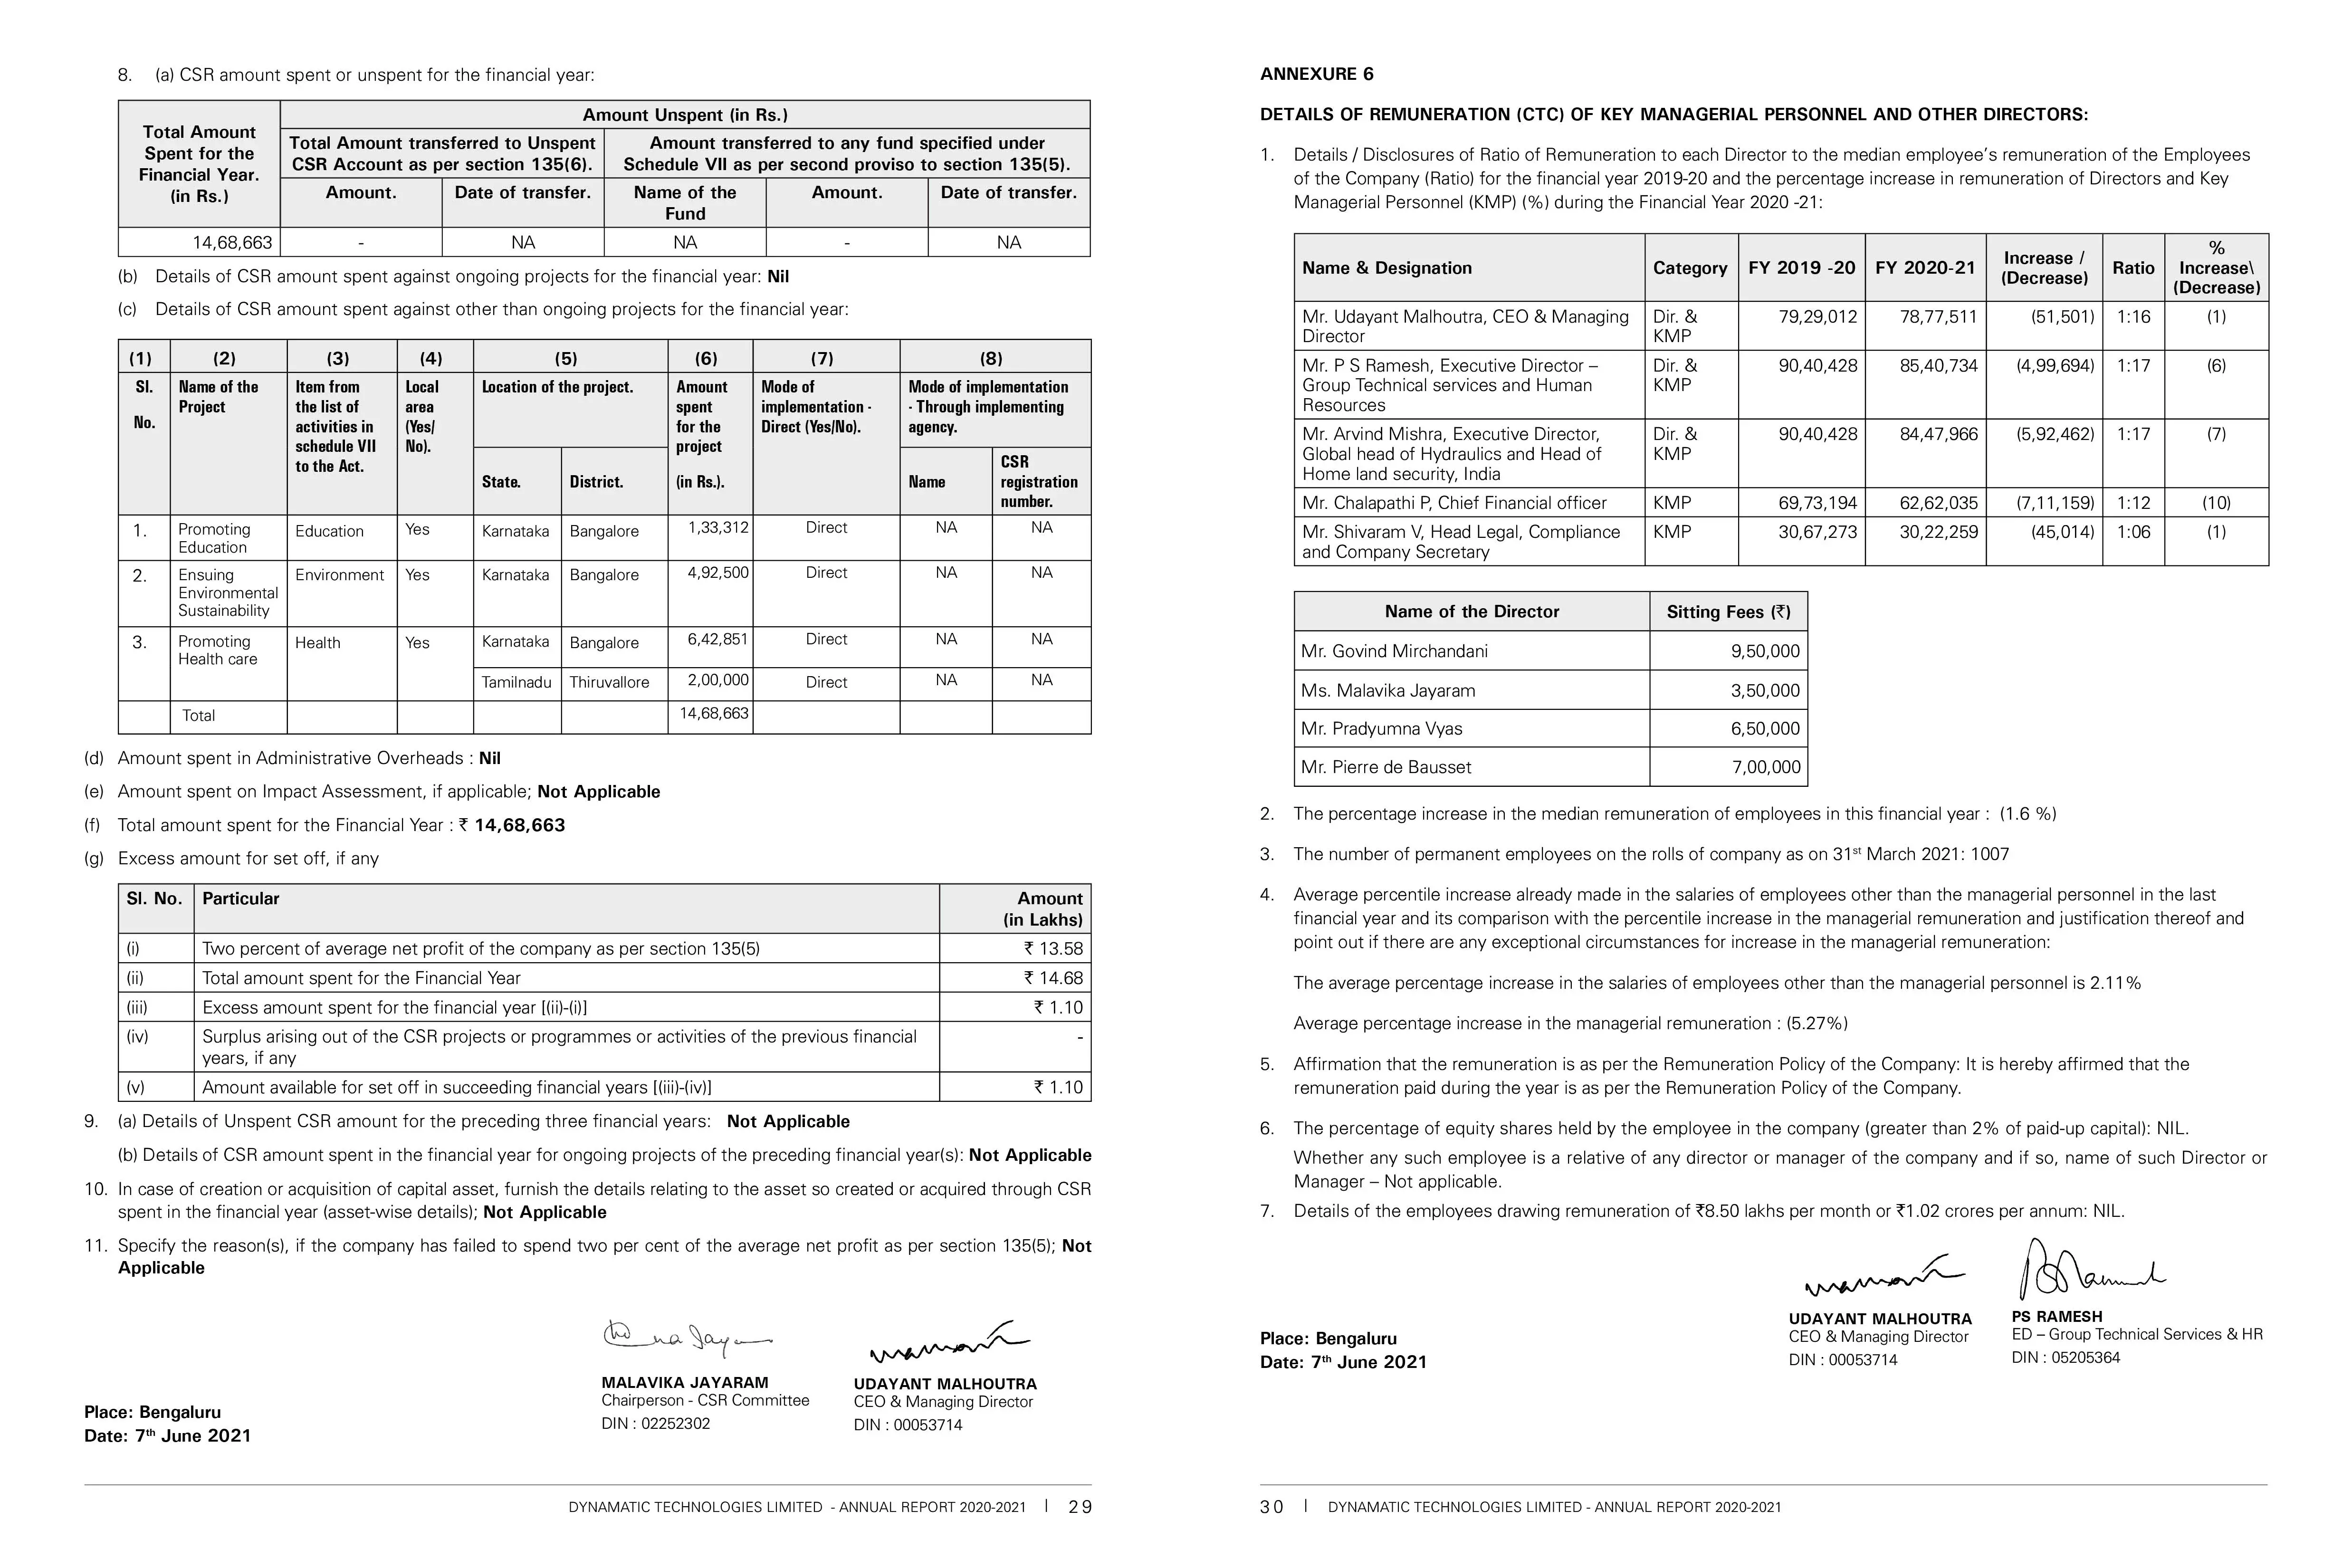 8. (a) CSR amount spent or unspent for the financial year:
Total Amount Spent for the Financial Year. (in Rs.) | Amount Unspent (in Rs.)
Total Amount transferred to Unspent CSR Account as per section 135(6). | Amount transferred to any fund specified under Schedule VII as per second proviso to section 135(5).
Amount. | Date of transfer. | Name of the Fund | Amount. | Date of transfer.
14,68,663 | - | NA | NA | - | NA
(b) Details of CSR amount spent against ongoing projects for the financial year: Nil
(c) Details of CSR amount spent against other than ongoing projects for the financial year:
(1) | (2) | (3) | (4) | (5) | (6) | (7) | (8)
Sl. No. | Name of the Project | Item from the list of activities in schedule VII to the Act. | Local area (Yes/ No). | Location of the project. | Amount spent for the project (in Rs.). | Mode of implementation - Direct (Yes/No). | Mode of implementation - Through implementing agency.
State. | District. | Name | CSR registration number.
1. | Promoting Education | Education | Yes | Karnataka | Bangalore | 1,33,312 | Direct | NA | NA
2. | Ensuing Environmental Sustainability | Environment | Yes | Karnataka | Bangalore | 4,92,500 | Direct | NA | NA
3. | Promoting Health care | Health | Yes | Karnataka | Bangalore | 6,42,851 | Direct | NA | NA
Tamilnadu | Thiruvallore | 2,00,000 | Direct | NA | NA
Total | 14,68,663
(d) Amount spent in Administrative Overheads : Nil
(e) Amount spent on Impact Assessment, if applicable; Not Applicable
(f) Total amount spent for the Financial Year : ₹ 14,68,663
(g) Excess amount for set off, if any
Sl. No. | Particular | Amount (in Lakhs)
(i) | Two percent of average net profit of the company as per section 135(5) | ₹ 13.58
(ii) | Total amount spent for the Financial Year | ₹ 14.68
(iii) | Excess amount spent for the financial year [(ii)-(i)] | ₹ 1.10
(iv) | Surplus arising out of the CSR projects or programmes or activities of the previous financial years, if any | -
(v) | Amount available for set off in succeeding financial years [(iii)-(iv)] | ₹ 1.10
9. (a) Details of Unspent CSR amount for the preceding three financial years: Not Applicable
(b) Details of CSR amount spent in the financial year for ongoing projects of the preceding financial year(s): Not Applicable
10. In case of creation or acquisition of capital asset, furnish the details relating to the asset so created or acquired through CSR
spent in the financial year (asset-wise details); Not Applicable
11. Specify the reason(s), if the company has failed to spend two per cent of the average net profit as per section 135(5); Not
Applicable
MALAVIKA JAYARAM
Chairperson - CSR Committee
DIN : 02252302
UDAYANT MALHOUTRA
CEO & Managing Director
DIN : 00053714
Place: Bengaluru
Date: 7th June 2021
DYNAMATIC TECHNOLOGIES LIMITED - ANNUAL REPORT 2020-2021 | 29
ANNEXURE 6
DETAILS OF REMUNERATION (CTC) OF KEY MANAGERIAL PERSONNEL AND OTHER DIRECTORS:
1. Details / Disclosures of Ratio of Remuneration to each Director to the median employee's remuneration of the Employees
of the Company (Ratio) for the financial year 2019-20 and the percentage increase in remuneration of Directors and Key
Managerial Personnel (KMP) (%) during the Financial Year 2020 -21:
Name & Designation | Category | FY 2019 -20 | FY 2020-21 | Increase / (Decrease) | Ratio | % Increase\ (Decrease)
Mr. Udayant Malhoutra, CEO & Managing Director | Dir. & KMP | 79,29,012 | 78,77,511 | (51,501) | 1:16 | (1)
Mr. P S Ramesh, Executive Director – Group Technical services and Human Resources | Dir. & KMP | 90,40,428 | 85,40,734 | (4,99,694) | 1:17 | (6)
Mr. Arvind Mishra, Executive Director, Global head of Hydraulics and Head of Home land security, India | Dir. & KMP | 90,40,428 | 84,47,966 | (5,92,462) | 1:17 | (7)
Mr. Chalapathi P, Chief Financial officer | KMP | 69,73,194 | 62,62,035 | (7,11,159) | 1:12 | (10)
Mr. Shivaram V, Head Legal, Compliance and Company Secretary | KMP | 30,67,273 | 30,22,259 | (45,014) | 1:06 | (1)
Name of the Director | Sitting Fees (₹)
Mr. Govind Mirchandani | 9,50,000
Ms. Malavika Jayaram | 3,50,000
Mr. Pradyumna Vyas | 6,50,000
Mr. Pierre de Bausset | 7,00,000
2. The percentage increase in the median remuneration of employees in this financial year : (1.6 %)
3. The number of permanent employees on the rolls of company as on 31st March 2021: 1007
4. Average percentile increase already made in the salaries of employees other than the managerial personnel in the last
financial year and its comparison with the percentile increase in the managerial remuneration and justification thereof and
point out if there are any exceptional circumstances for increase in the managerial remuneration:
The average percentage increase in the salaries of employees other than the managerial personnel is 2.11%
Average percentage increase in the managerial remuneration : (5.27%)
5. Affirmation that the remuneration is as per the Remuneration Policy of the Company: It is hereby affirmed that the
remuneration paid during the year is as per the Remuneration Policy of the Company.
6. The percentage of equity shares held by the employee in the company (greater than 2% of paid-up capital): NIL.
Whether any such employee is a relative of any director or manager of the company and if so, name of such Director or
Manager – Not applicable.
7. Details of the employees drawing remuneration of ₹8.50 lakhs per month or ₹1.02 crores per annum: NIL.
UDAYANT MALHOUTRA
CEO & Managing Director
DIN : 00053714
PS RAMESH
ED – Group Technical Services & HR
DIN : 05205364
Place: Bengaluru
Date: 7th June 2021
30 | DYNAMATIC TECHNOLOGIES LIMITED - ANNUAL REPORT 2020-2021